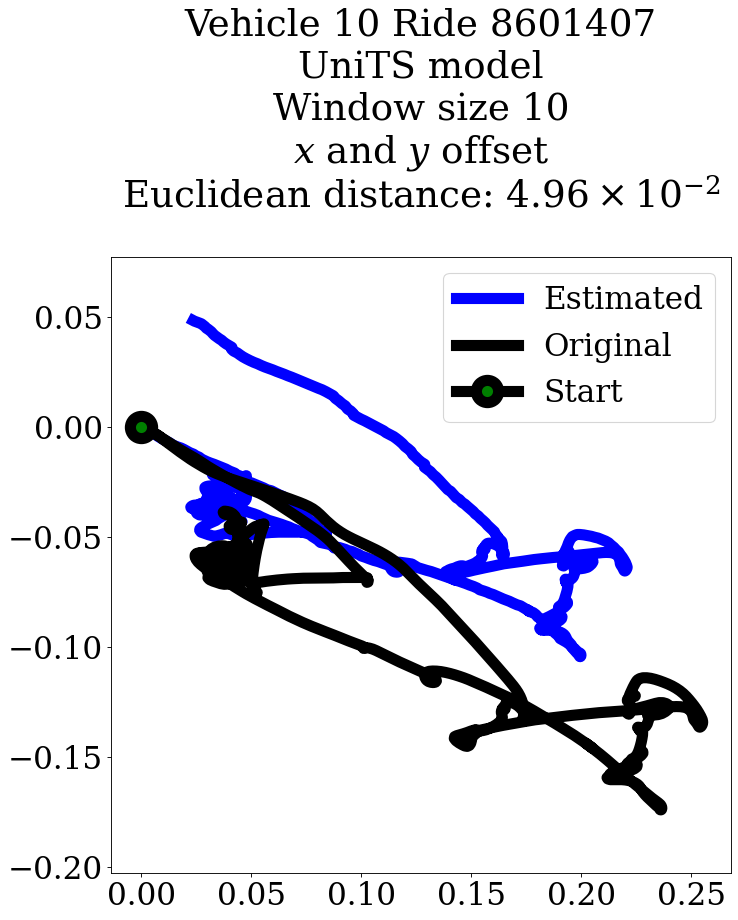 Vehicle 10 Ride 8601407
UniTS model
Window size 10
x and y offset
Euclidean distance: 4.96 × 10⁻²
Estimated
Original
Start
0.05
0.00
−0.05
−0.10
−0.15
−0.20
0.00 0.05 0.10 0.15 0.20 0.25